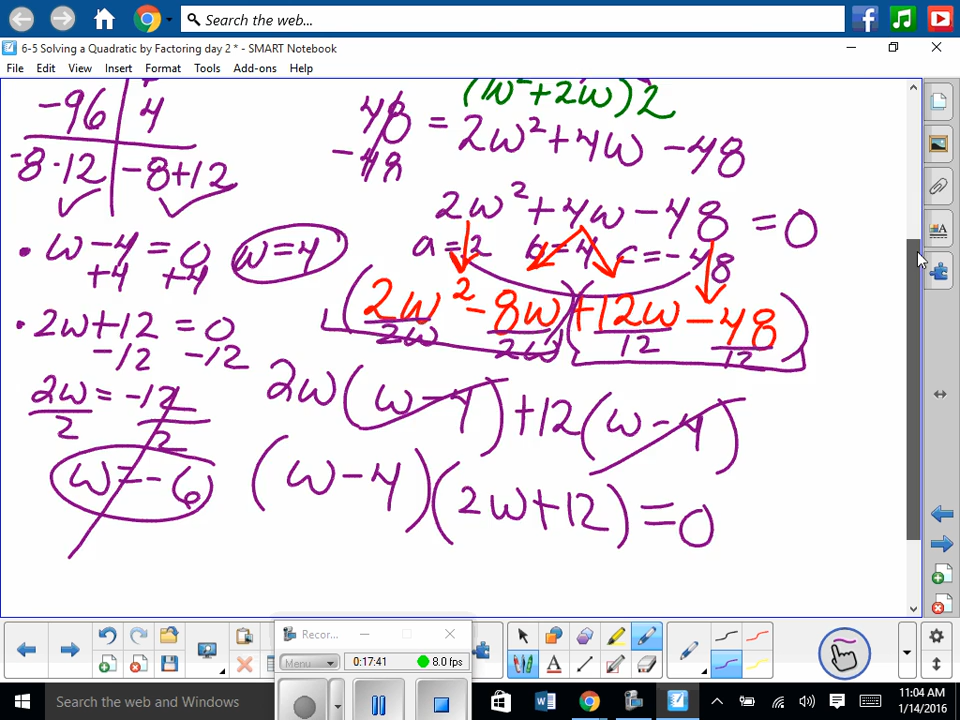 Search the web...
6-5 Solving a Quadratic by Factoring day 2 * - SMART Notebook
File Edit View Insert Format Tools Add-ons Help
(w²+2w)2
-96 | 4
48 = 2w²+4w -48
-48
-8·12 | -8+12
2w²+4w-48 = 0
a=2 b=4 c=-48
• w-4=0 w=4
+4 +4
(2w²-8w)(+12w-48)
2w 2w 12 12
• 2w+12=0
-12 -12
2w = -12
2 2
2w(w-4)+12(w-4)
w=-6
(w-4)(2w+12)=0
Recor...
Menu
0:17:41
8.0 fps
Search the web and Windows
11:04 AM
1/14/2016